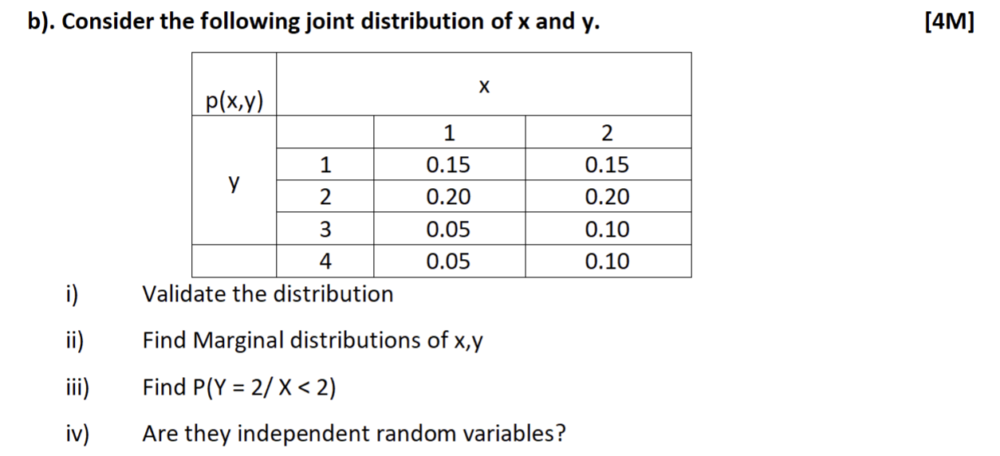 b). Consider the following joint distribution of x and y. [4M]
p(x,y) x
1 2
1 0.15 0.15
y
2 0.20 0.20
3 0.05 0.10
4 0.05 0.10
i) Validate the distribution
ii) Find Marginal distributions of x,y
iii) Find P(Y = 2/ X < 2)
iv) Are they independent random variables?